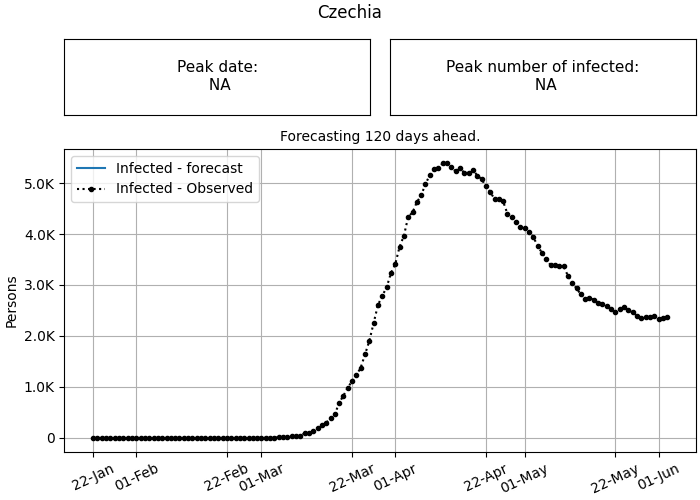 Czechia
Peak date:
NA
Peak number of infected:
NA
Forecasting 120 days ahead.
Infected - forecast
Infected - Observed
5.0K
4.0K
3.0K
2.0K
1.0K
0
Persons
22-Jan
01-Feb
22-Feb
01-Mar
22-Mar
01-Apr
22-Apr
01-May
22-May
01-Jun